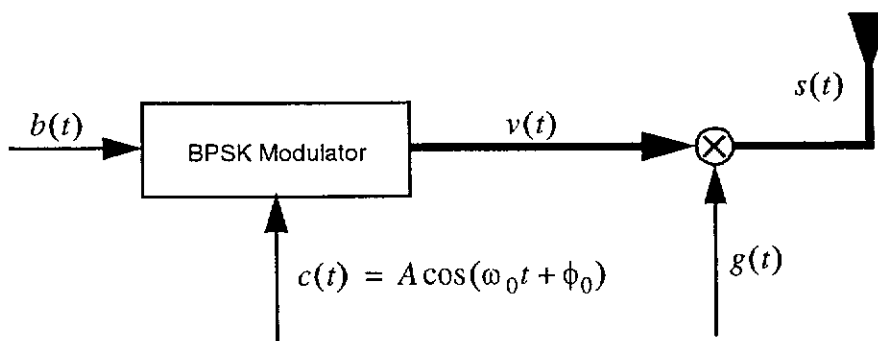 s(t)
b(t)
BPSK Modulator
v(t)
c(t) = A cos(ω₀t + ϕ₀)
g(t)